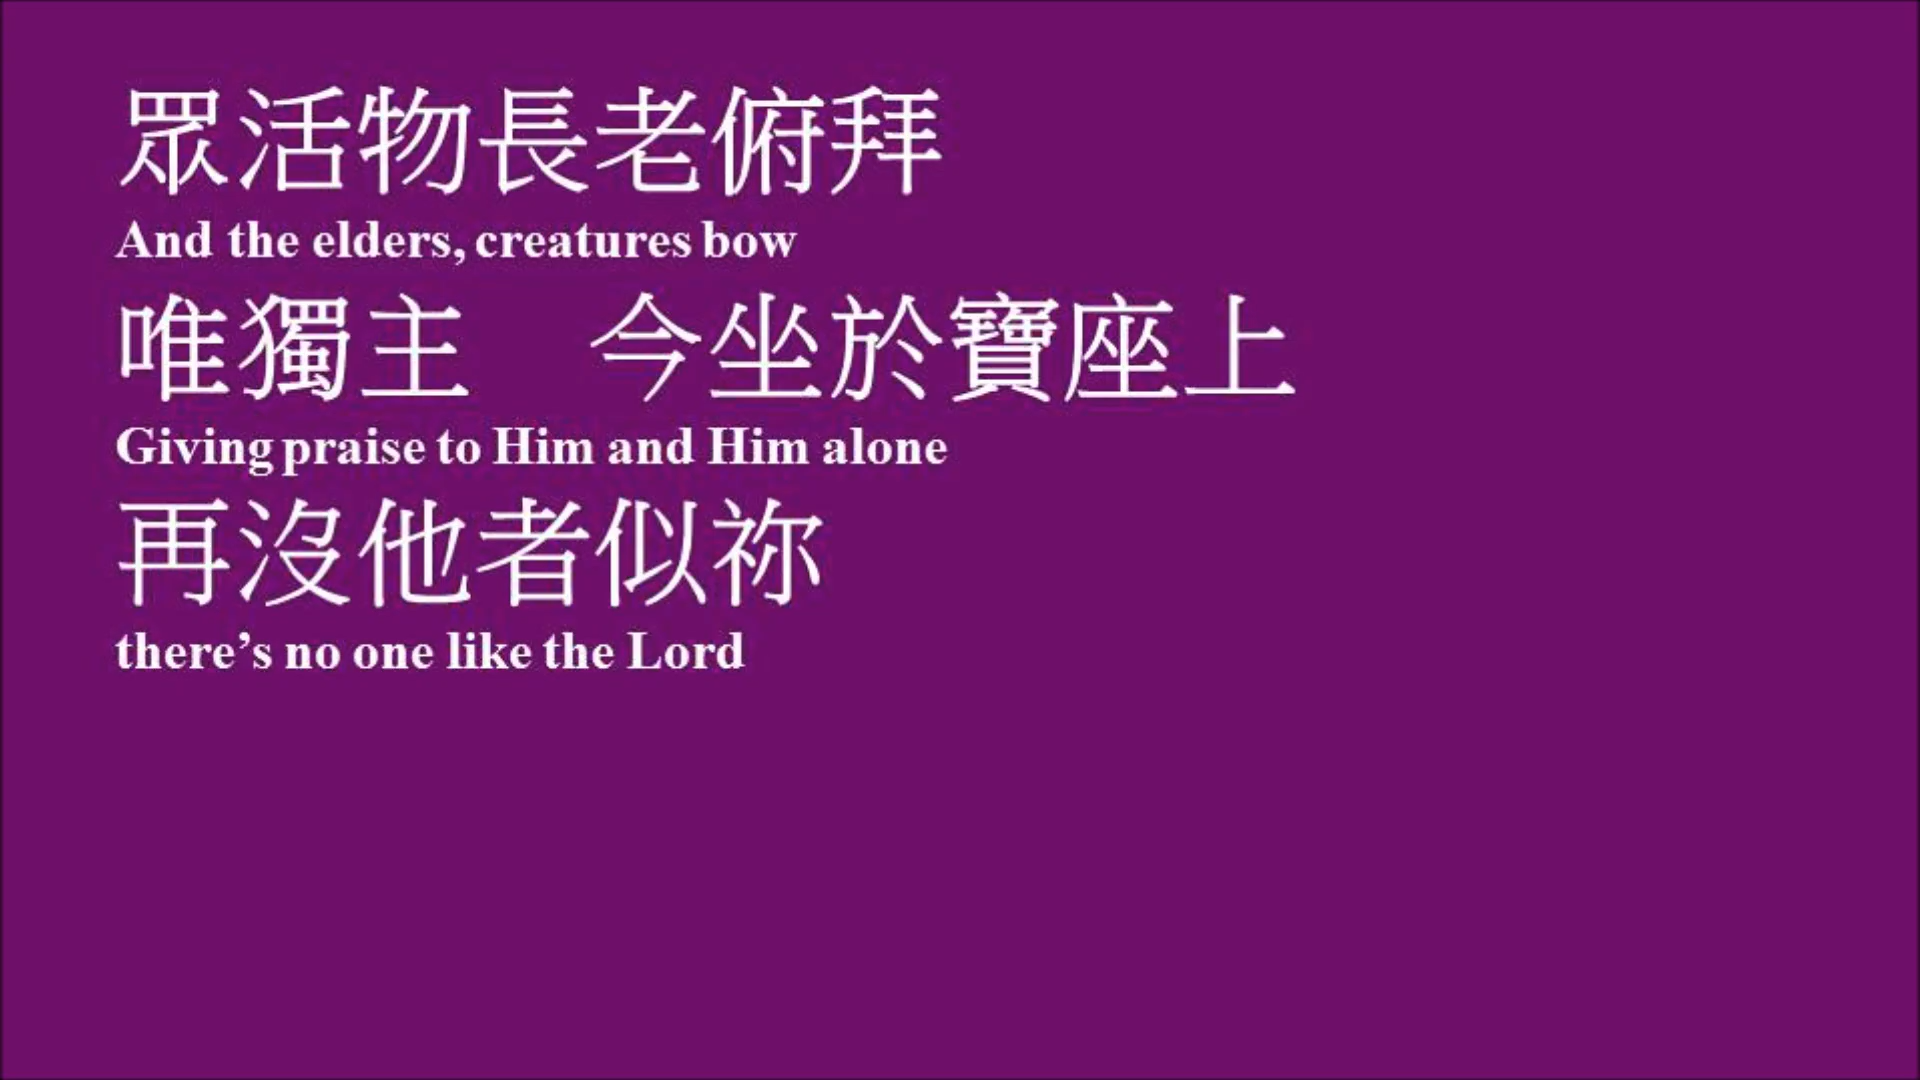 眾活物長老俯拜
And the elders, creatures bow
唯獨主　今坐於寶座上
Giving praise to Him and Him alone
再沒他者似祢
there’s no one like the Lord